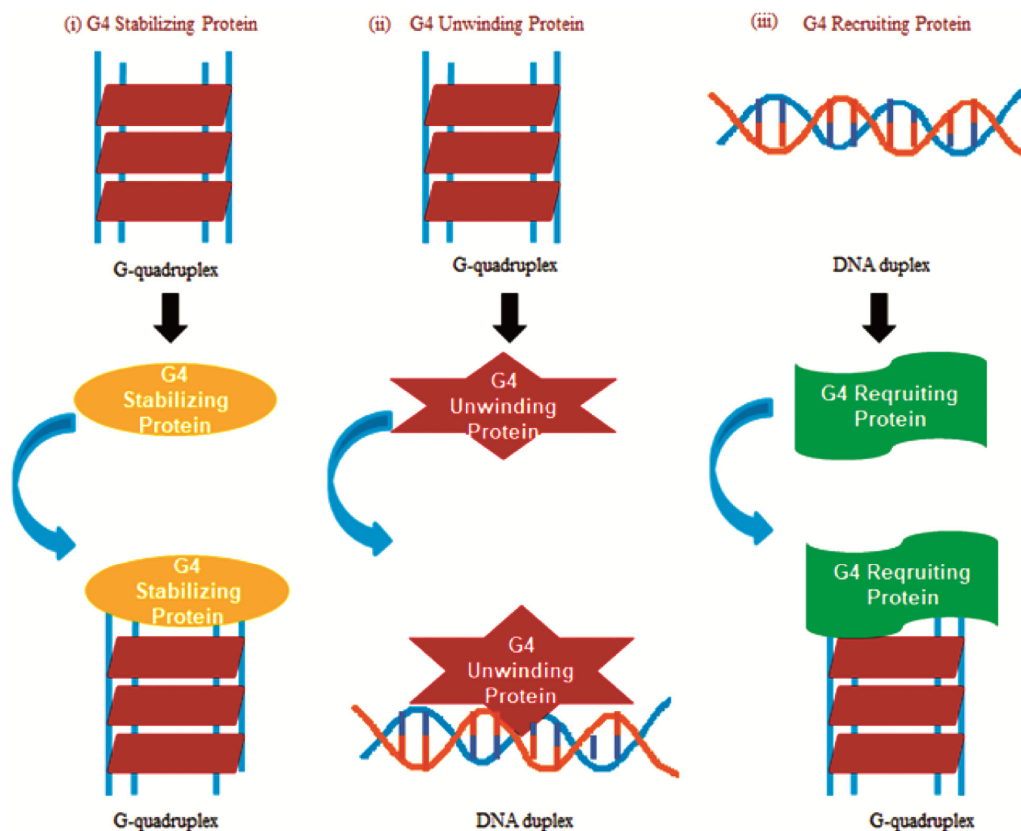 (i) G4 Stabilizing Protein
(ii) G4 Unwinding Protein
(iii) G4 Recruiting Protein
G-quadruplex
G-quadruplex
DNA duplex
G4
Stabilizing
Protein
G4
Unwinding
Protein
G4 Reqruiting
Protein
G4
Stabilizing
Protein
G4
Unwinding
Protein
G4 Reqruiting
Protein
G-quadruplex
DNA duplex
G-quadruplex